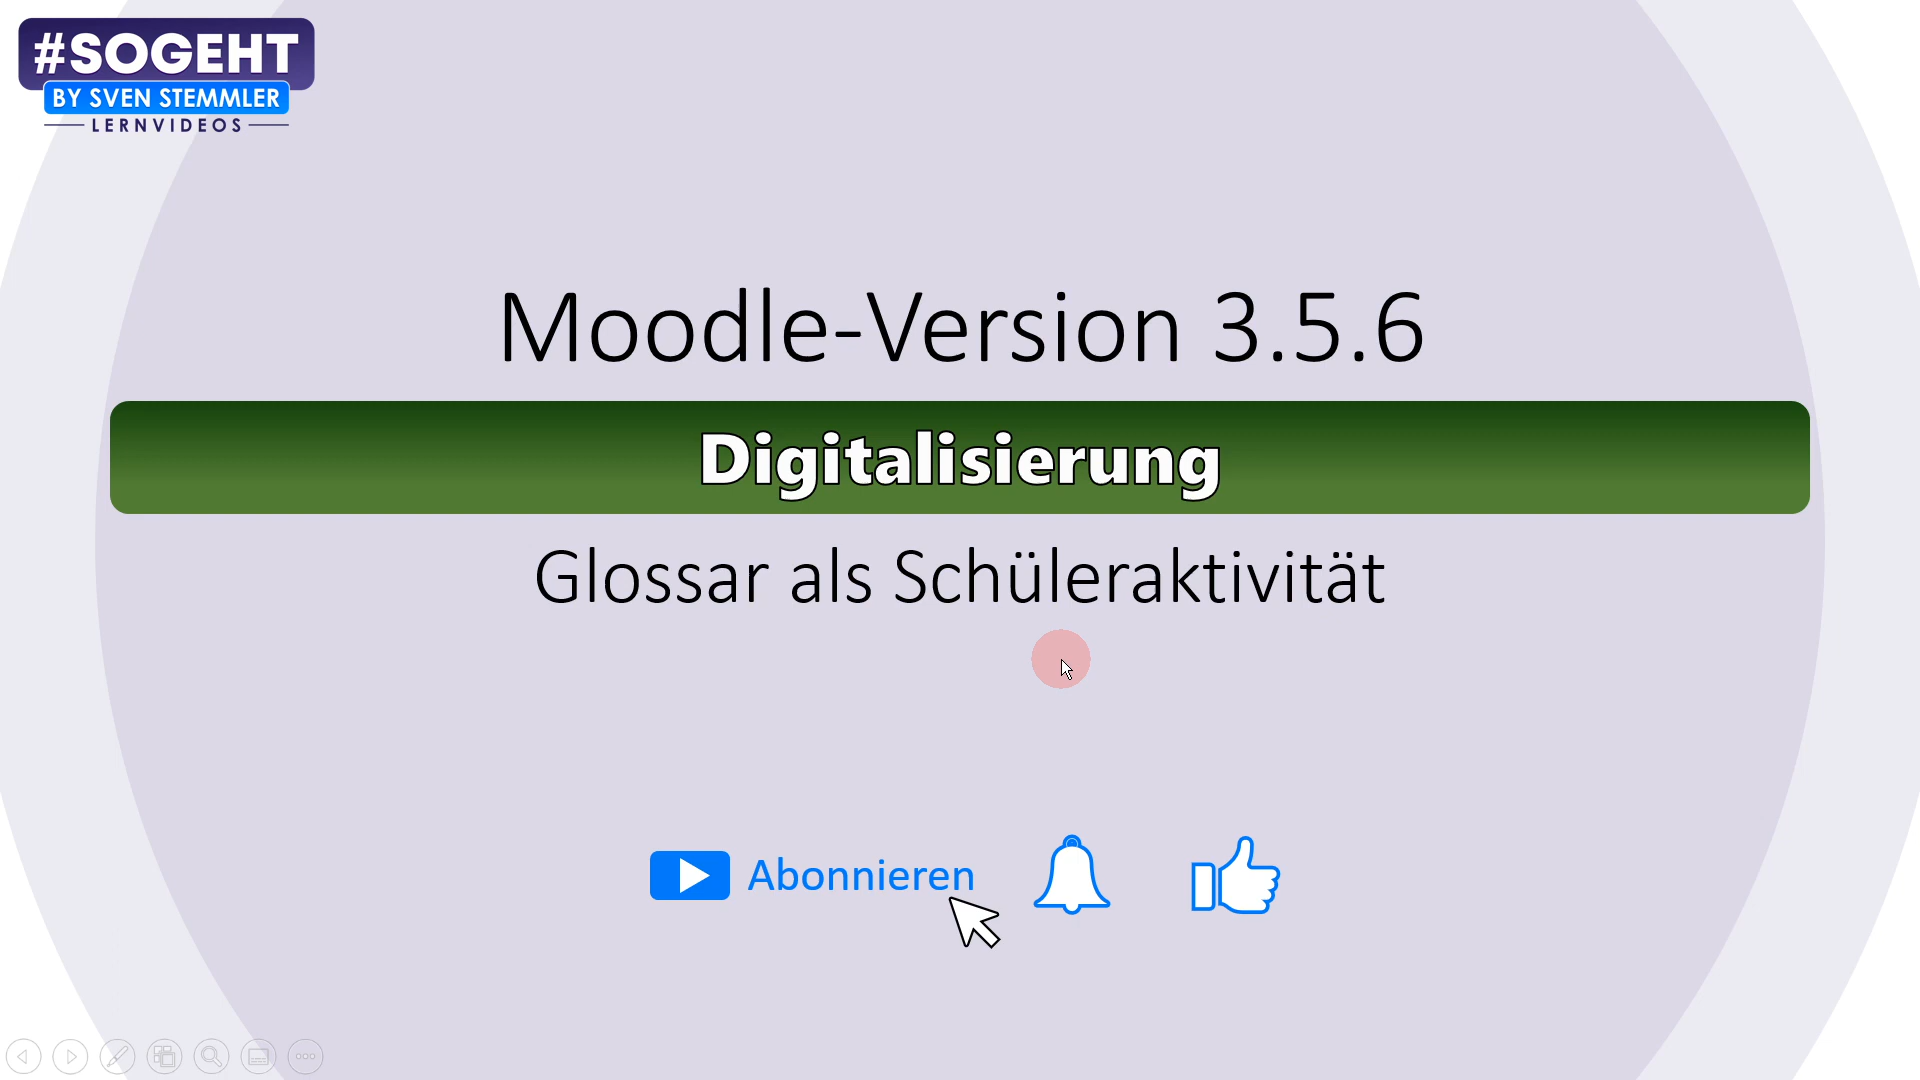 #SOGEHT
BY SVEN STEMMLER
LERNVIDEOS
Moodle-Version 3.5.6
Digitalisierung
Glossar als Schüleraktivität
Abonnieren